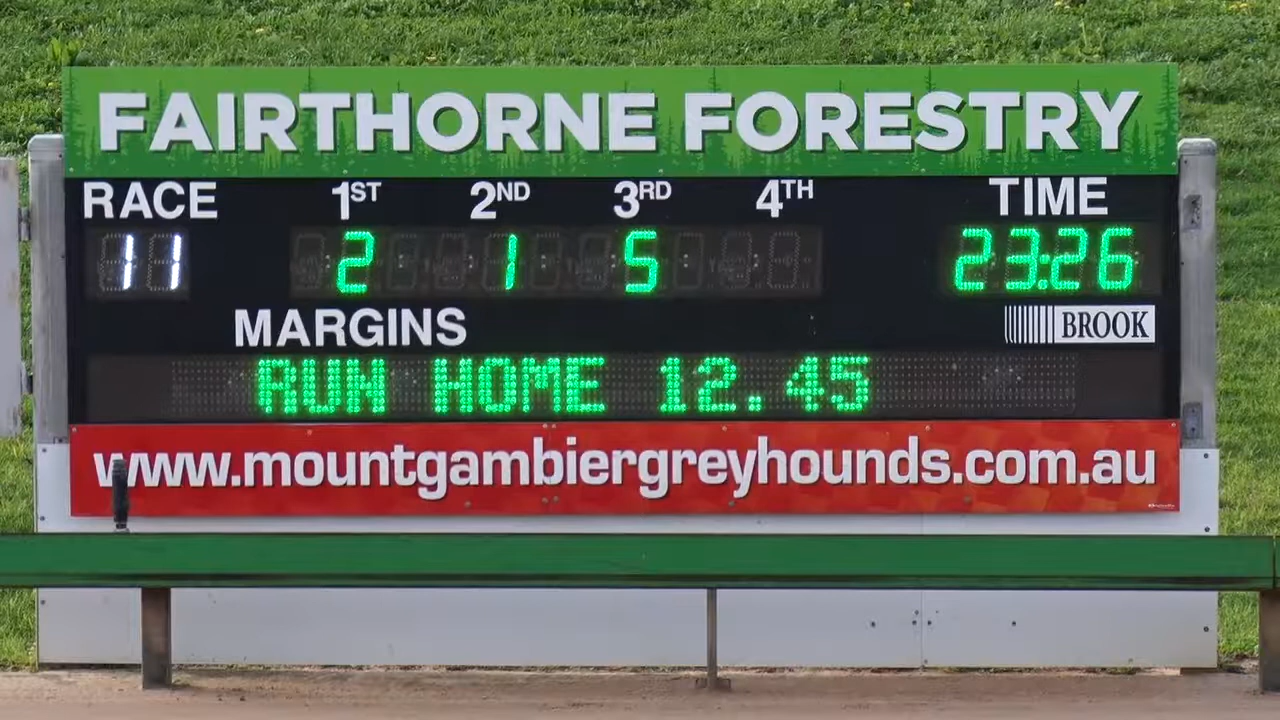 FAIRTHORNE FORESTRY
RACE 1ST 2ND 3RD 4TH TIME
11 2 1 5 23:26
MARGINS BROOK
RUN HOME 12.45
www.mountgambiergreyhounds.com.au